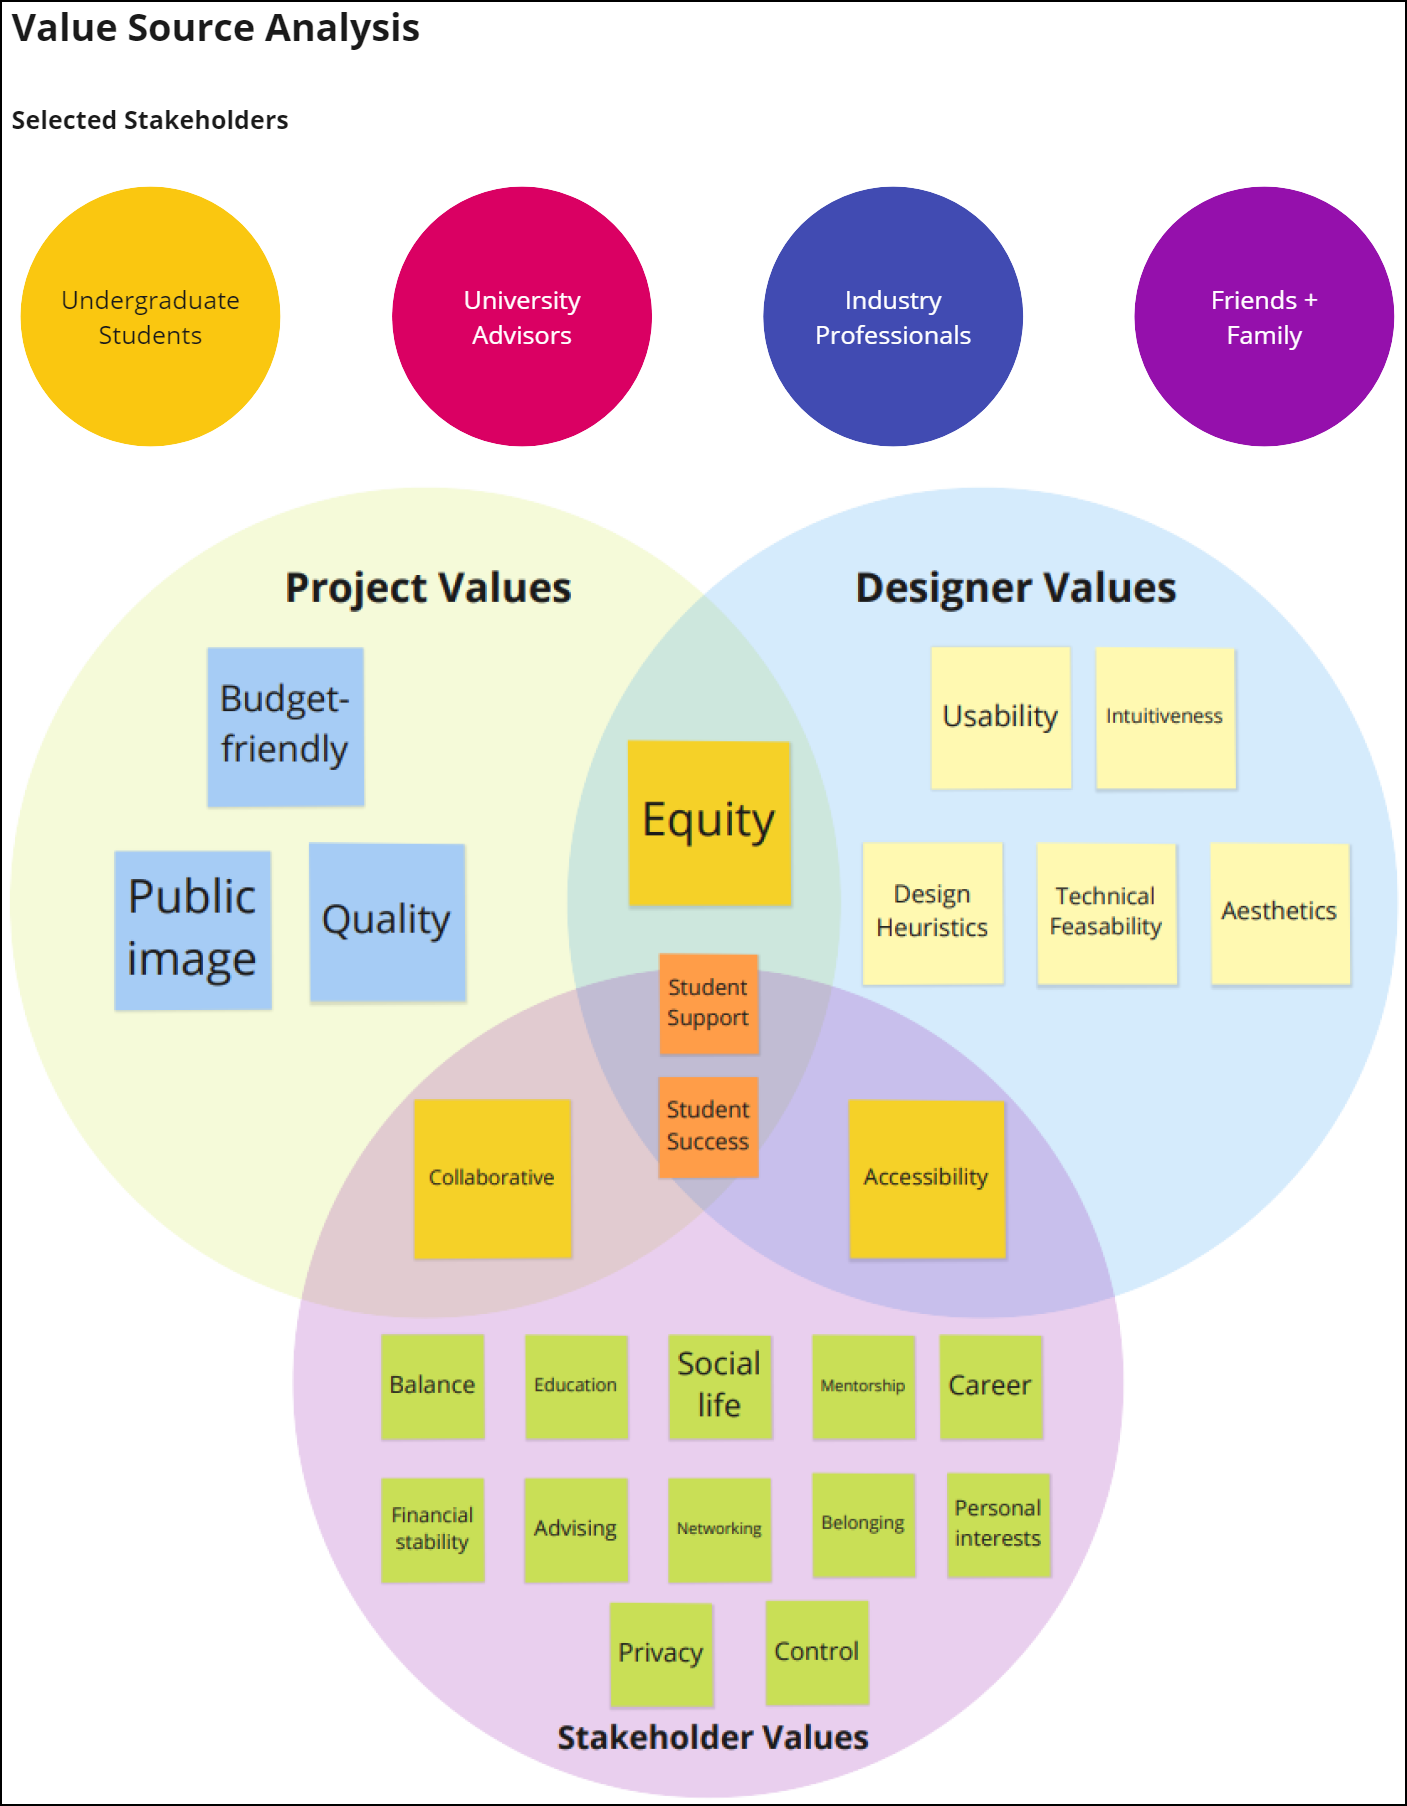 Value Source Analysis
Selected Stakeholders
Undergraduate
Students
University
Advisors
Industry
Professionals
Friends +
Family
Project Values
Designer Values
Budget-
friendly
Public
image
Quality
Equity
Usability
Intuitiveness
Design
Heuristics
Technical
Feasability
Aesthetics
Student
Support
Student
Success
Collaborative
Accessibility
Balance
Education
Social
life
Mentorship
Career
Financial
stability
Advising
Networking
Belonging
Personal
interests
Privacy
Control
Stakeholder Values